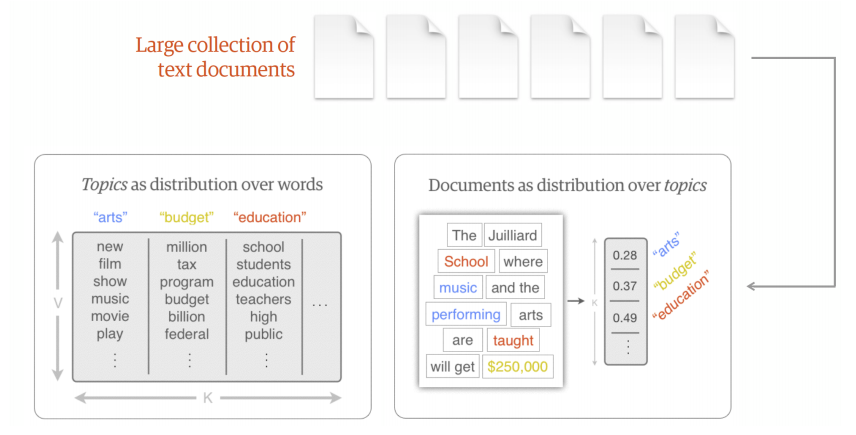 Large collection of
text documents
Topics as distribution over words
"arts" "budget" "education"
new million school
film tax students
show program education
music budget teachers
movie billion high
play federal public
⋮ ⋮ ⋮ ...
V
K
Documents as distribution over topics
The Juilliard
School where
music and the
performing arts
are taught
will get $250,000
K
0.28 "arts"
0.37 "budget"
0.49 "education"
⋮